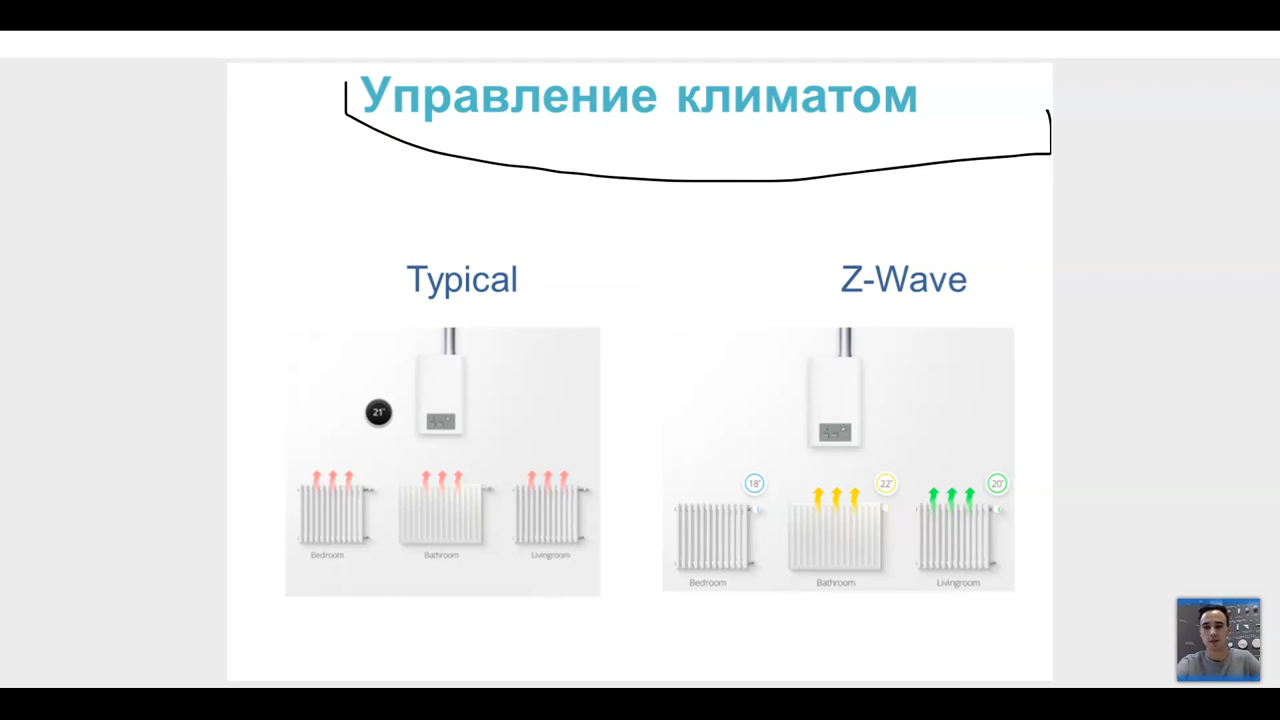 Управление климатом
Typical
Z-Wave
21°
18°
22°
20°
Bedroom
Bathroom
Livingroom
Bedroom
Bathroom
Livingroom